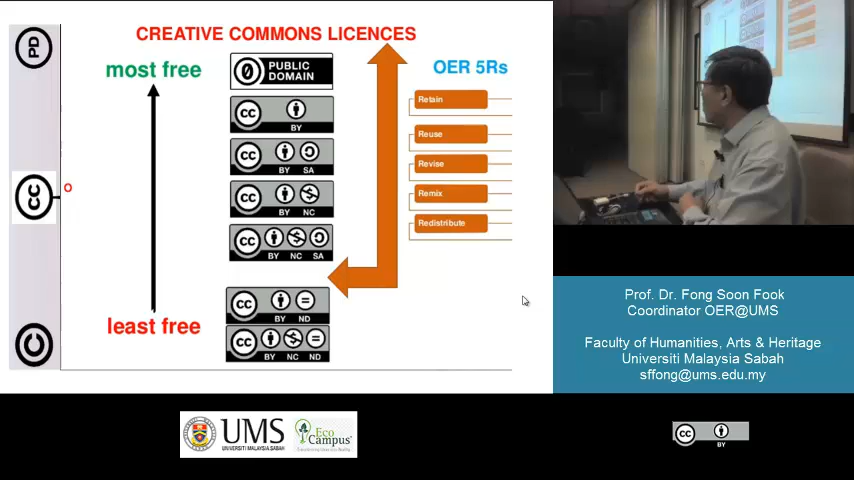 CREATIVE COMMONS LICENCES
PD
most free
0 PUBLIC DOMAIN
OER 5Rs
cc
BY
Retain
cc
BY SA
Reuse
cc
BY NC
Revise
cc
BY NC SA
Remix
Redistribute
CC
O
cc
BY ND
least free
cc
BY NC ND
C
Prof. Dr. Fong Soon Fook
Coordinator OER@UMS
Faculty of Humanities, Arts & Heritage
Universiti Malaysia Sabah
sffong@ums.edu.my
UMS
UNIVERSITI MALAYSIA SABAH
Eco
Campus
cc
BY